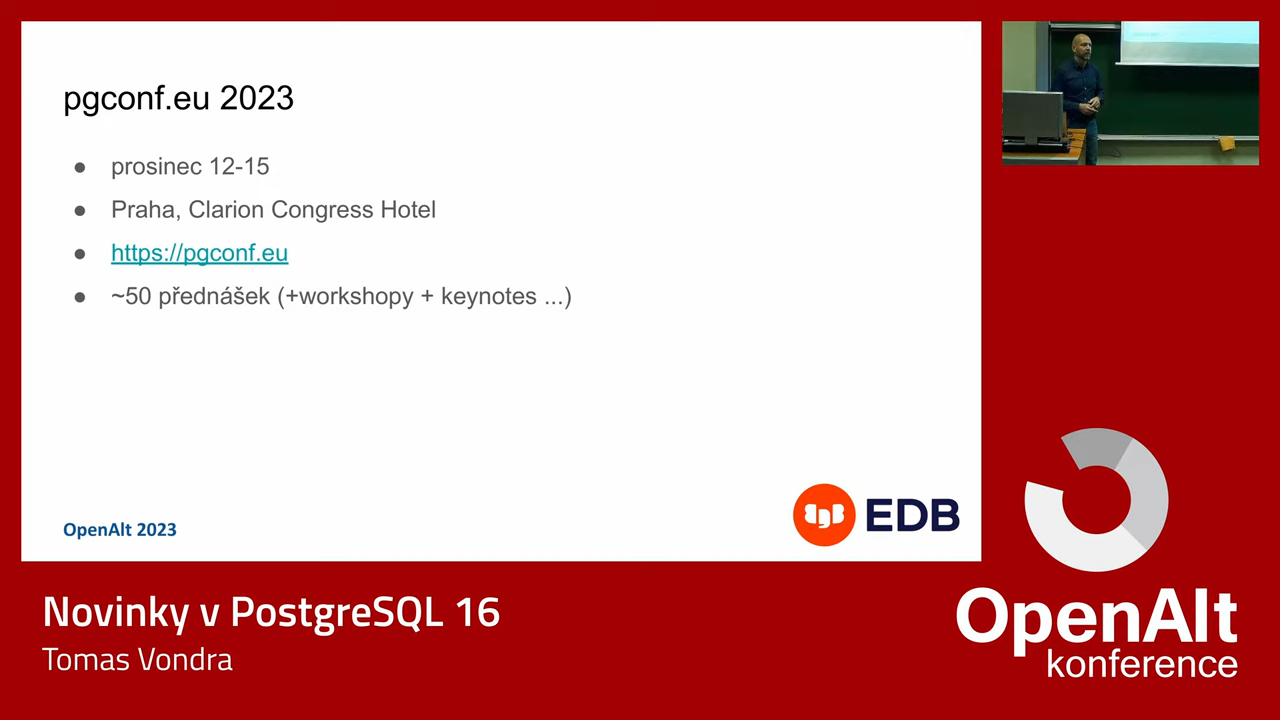 pgconf.eu 2023
● prosinec 12-15
● Praha, Clarion Congress Hotel
● https://pgconf.eu
● ~50 přednášek (+workshopy + keynotes ...)
OpenAlt 2023
EDB
Novinky v PostgreSQL 16
Tomas Vondra
OpenAlt
konference